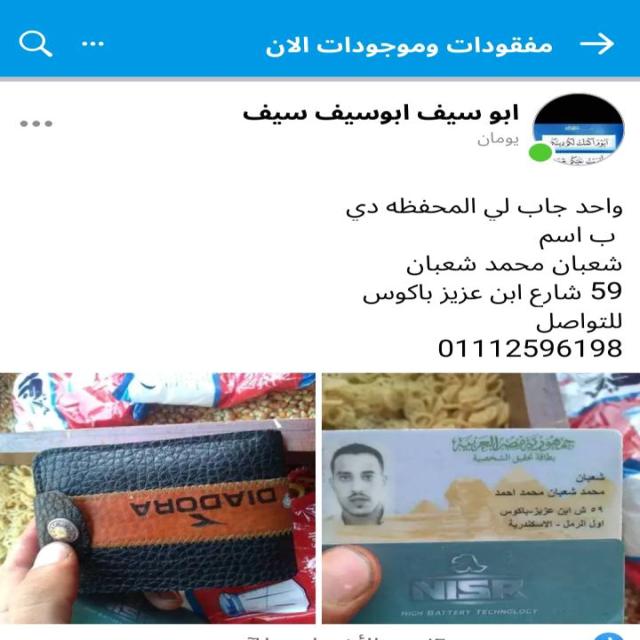 مفقودات وموجودات الان
ابو سيف ابوسيف سيف
يومان
واحد جاب لي المحفظه دي
ب اسم
شعبان محمد شعبان
59 شارع ابن عزيز باكوس
للتواصل
01112596198
DIADORA
جمهورية مصر العربية
بطاقة تحقيق الشخصية
شعبان
محمد شعبان محمد احمد
٥٩ ش ابن عزيز-باكوس
اول الرمل - الاسكندرية
NISR
HIGH BATTERY TECHNOLOGY